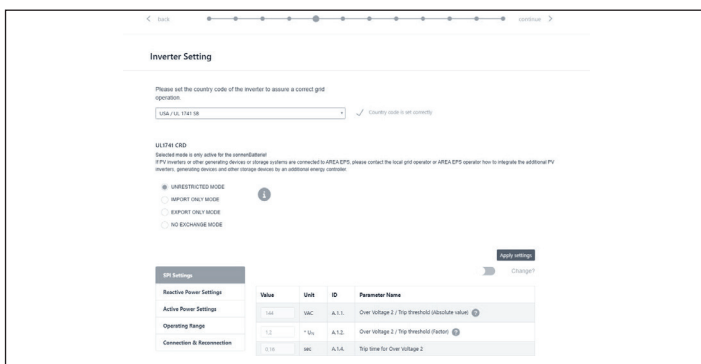 back
continue
Inverter Setting
Please set the country code of the inverter to assure a correct grid
operation.
USA / UL 1741 SB
Country code is set correctly
UL1741 CRD
Selected mode is only active for the sonnenBatterie!
If PV inverters or other generating devices or storage systems are connected to AREA EPS, please contact the local grid operator or AREA EPS operator how to integrate the additional PV
inverters, generating devices and other storage devices by an additional energy controller.
UNRESTRICTED MODE
i
IMPORT ONLY MODE
EXPORT ONLY MODE
NO EXCHANGE MODE
Apply settings
Change?
EPI Settings
Reactive Power Settings
Active Power Settings
Operating Range
Connection & Reconnection
Value Unit ID Parameter Name
144 VAC A.1.1. Over Voltage 2 / Trip threshold (Absolute value) ?
1.2 * Un A.1.2. Over Voltage 2 / Trip threshold (Factor) ?
0.16 sec A.1.4. Trip time for Over Voltage 2